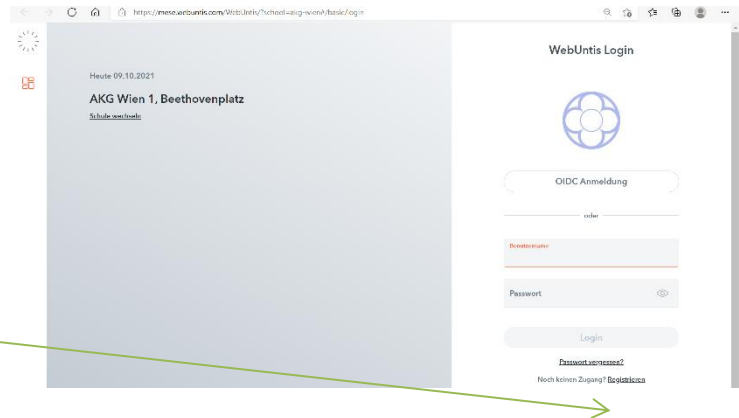 https://mese.webuntis.com/WebUntis/?school=akg-wien#/basic/login
Heute 09.10.2021
AKG Wien 1, Beethovenplatz
Schule wechseln
WebUntis Login
OIDC Anmeldung
oder
Benutzername
Passwort
Login
Passwort vergessen?
Noch keinen Zugang? Registrieren